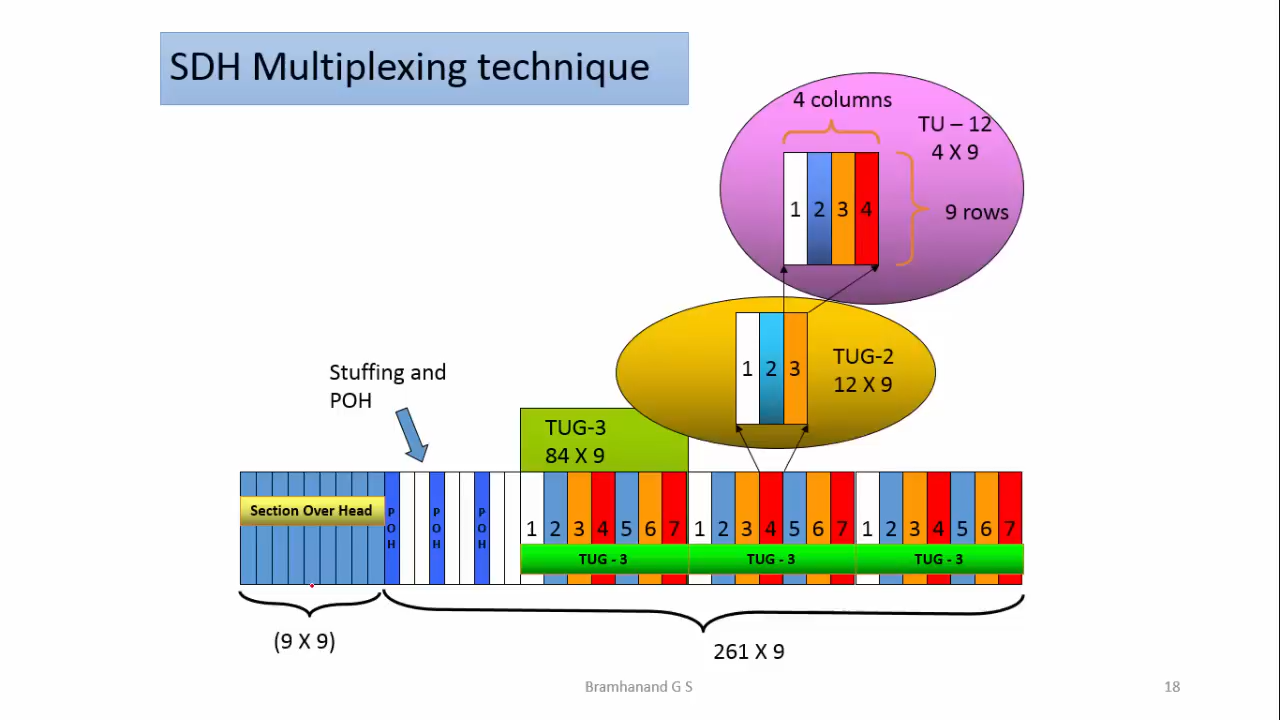 SDH Multiplexing technique
4 columns
TU – 12
4 X 9
1 2 3 4
9 rows
1 2 3
TUG-2
12 X 9
Stuffing and
POH
TUG-3
84 X 9
Section Over Head
POH
POH
POH
1 2 3 4 5 6 7 1 2 3 4 5 6 7 1 2 3 4 5 6 7
TUG - 3 TUG - 3 TUG - 3
(9 X 9)
261 X 9
Bramhanand G S
18